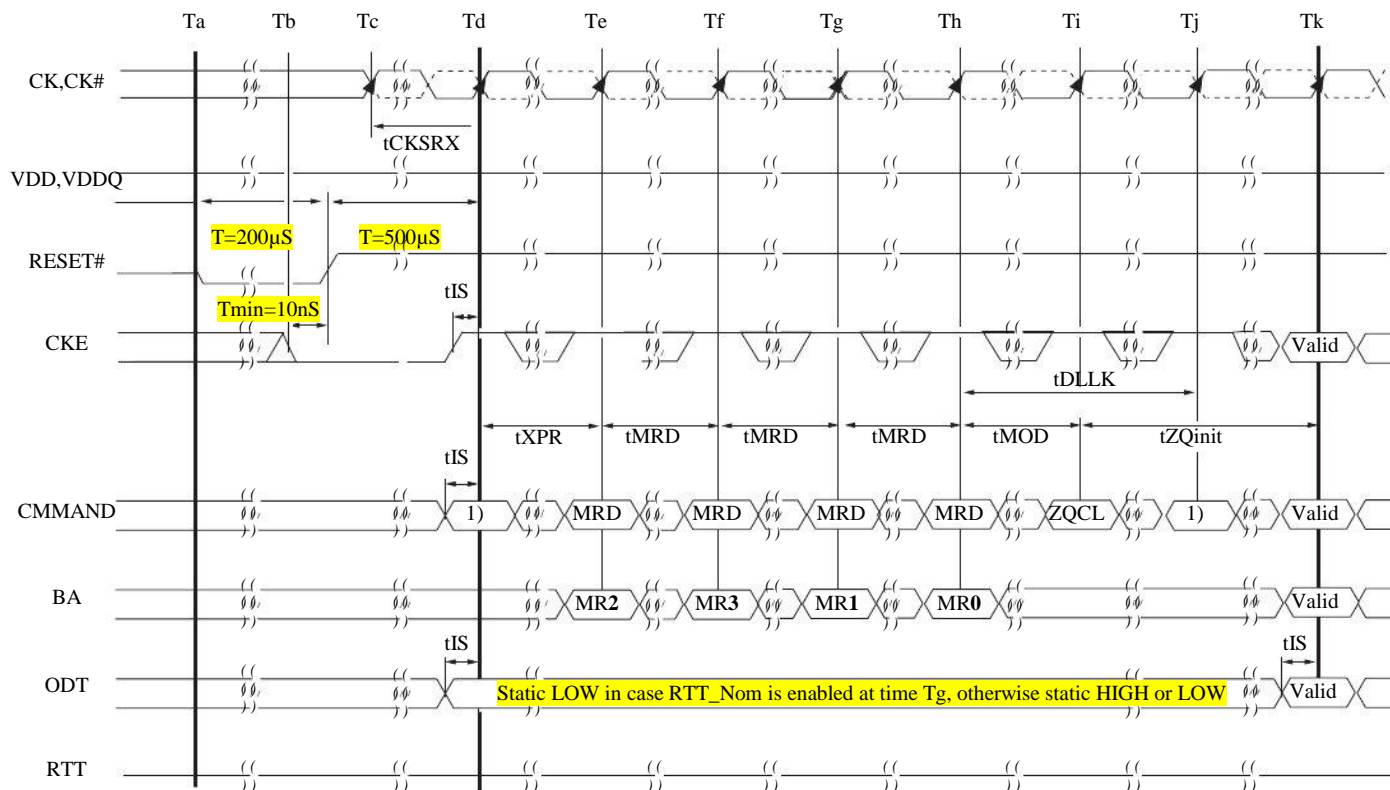 Ta Tb Tc Td Te Tf Tg Th Ti Tj Tk
CK,CK#
tCKSRX
VDD,VDDQ
T=200µS T=500µS
RESET#
Tmin=10nS tIS
CKE Valid
tDLLK
tXPR tMRD tMRD tMRD tMOD tZQinit
tIS
CMMAND 1) MRD MRD MRD MRD ZQCL 1) Valid
BA MR2 MR3 MR1 MR0 Valid
tIS tIS
ODT Static LOW in case RTT_Nom is enabled at time Tg, otherwise static HIGH or LOW Valid
RTT